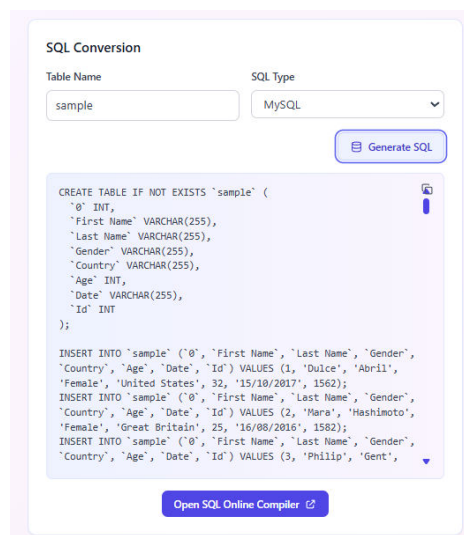 SQL Conversion
Table Name
SQL Type
sample
MySQL
Generate SQL
CREATE TABLE IF NOT EXISTS `sample` (
  `0` INT,
  `First Name` VARCHAR(255),
  `Last Name` VARCHAR(255),
  `Gender` VARCHAR(255),
  `Country` VARCHAR(255),
  `Age` INT,
  `Date` VARCHAR(255),
  `Id` INT
);
INSERT INTO `sample` (`0`, `First Name`, `Last Name`, `Gender`,
`Country`, `Age`, `Date`, `Id`) VALUES (1, 'Dulce', 'Abril',
'Female', 'United States', 32, '15/10/2017', 1562);
INSERT INTO `sample` (`0`, `First Name`, `Last Name`, `Gender`,
`Country`, `Age`, `Date`, `Id`) VALUES (2, 'Mara', 'Hashimoto',
'Female', 'Great Britain', 25, '16/08/2016', 1582);
INSERT INTO `sample` (`0`, `First Name`, `Last Name`, `Gender`,
`Country`, `Age`, `Date`, `Id`) VALUES (3, 'Philip', 'Gent',
Open SQL Online Compiler